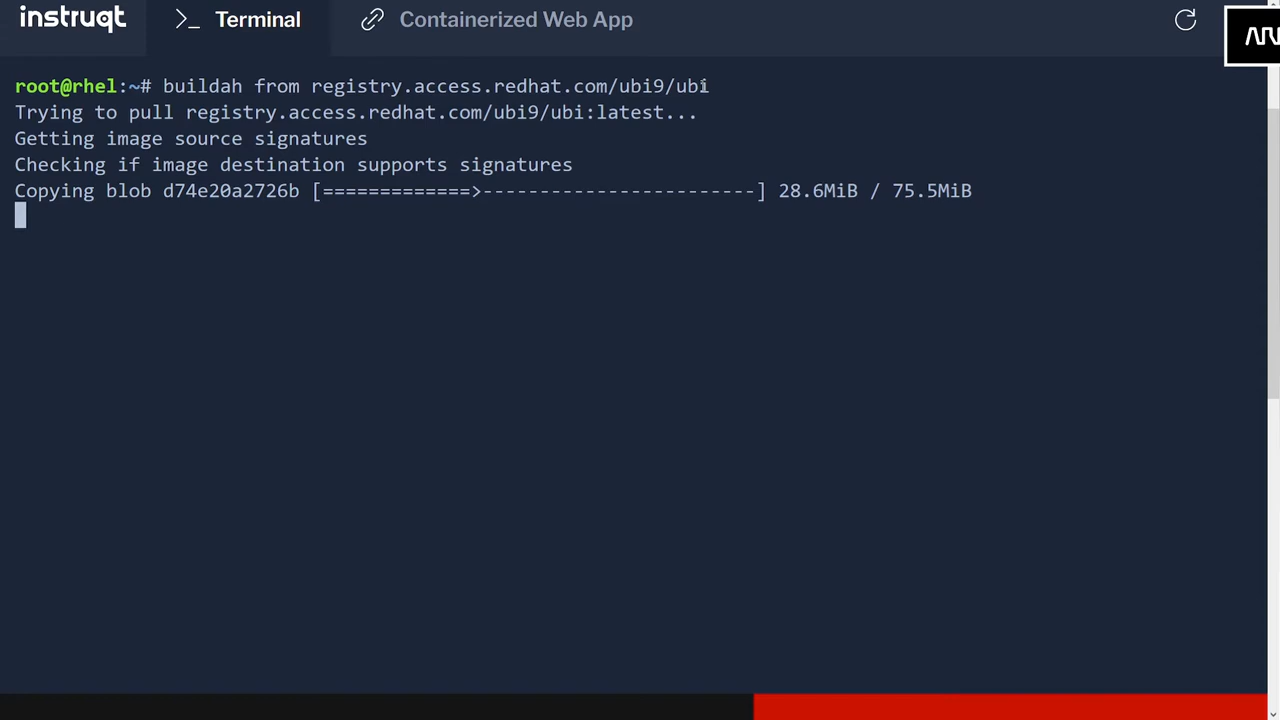 instruqt
>_ Terminal
Containerized Web App
root@rhel:~# buildah from registry.access.redhat.com/ubi9/ubi
Trying to pull registry.access.redhat.com/ubi9/ubi:latest...
Getting image source signatures
Checking if image destination supports signatures
Copying blob d74e20a2726b [=============>------------------------] 28.6MiB / 75.5MiB